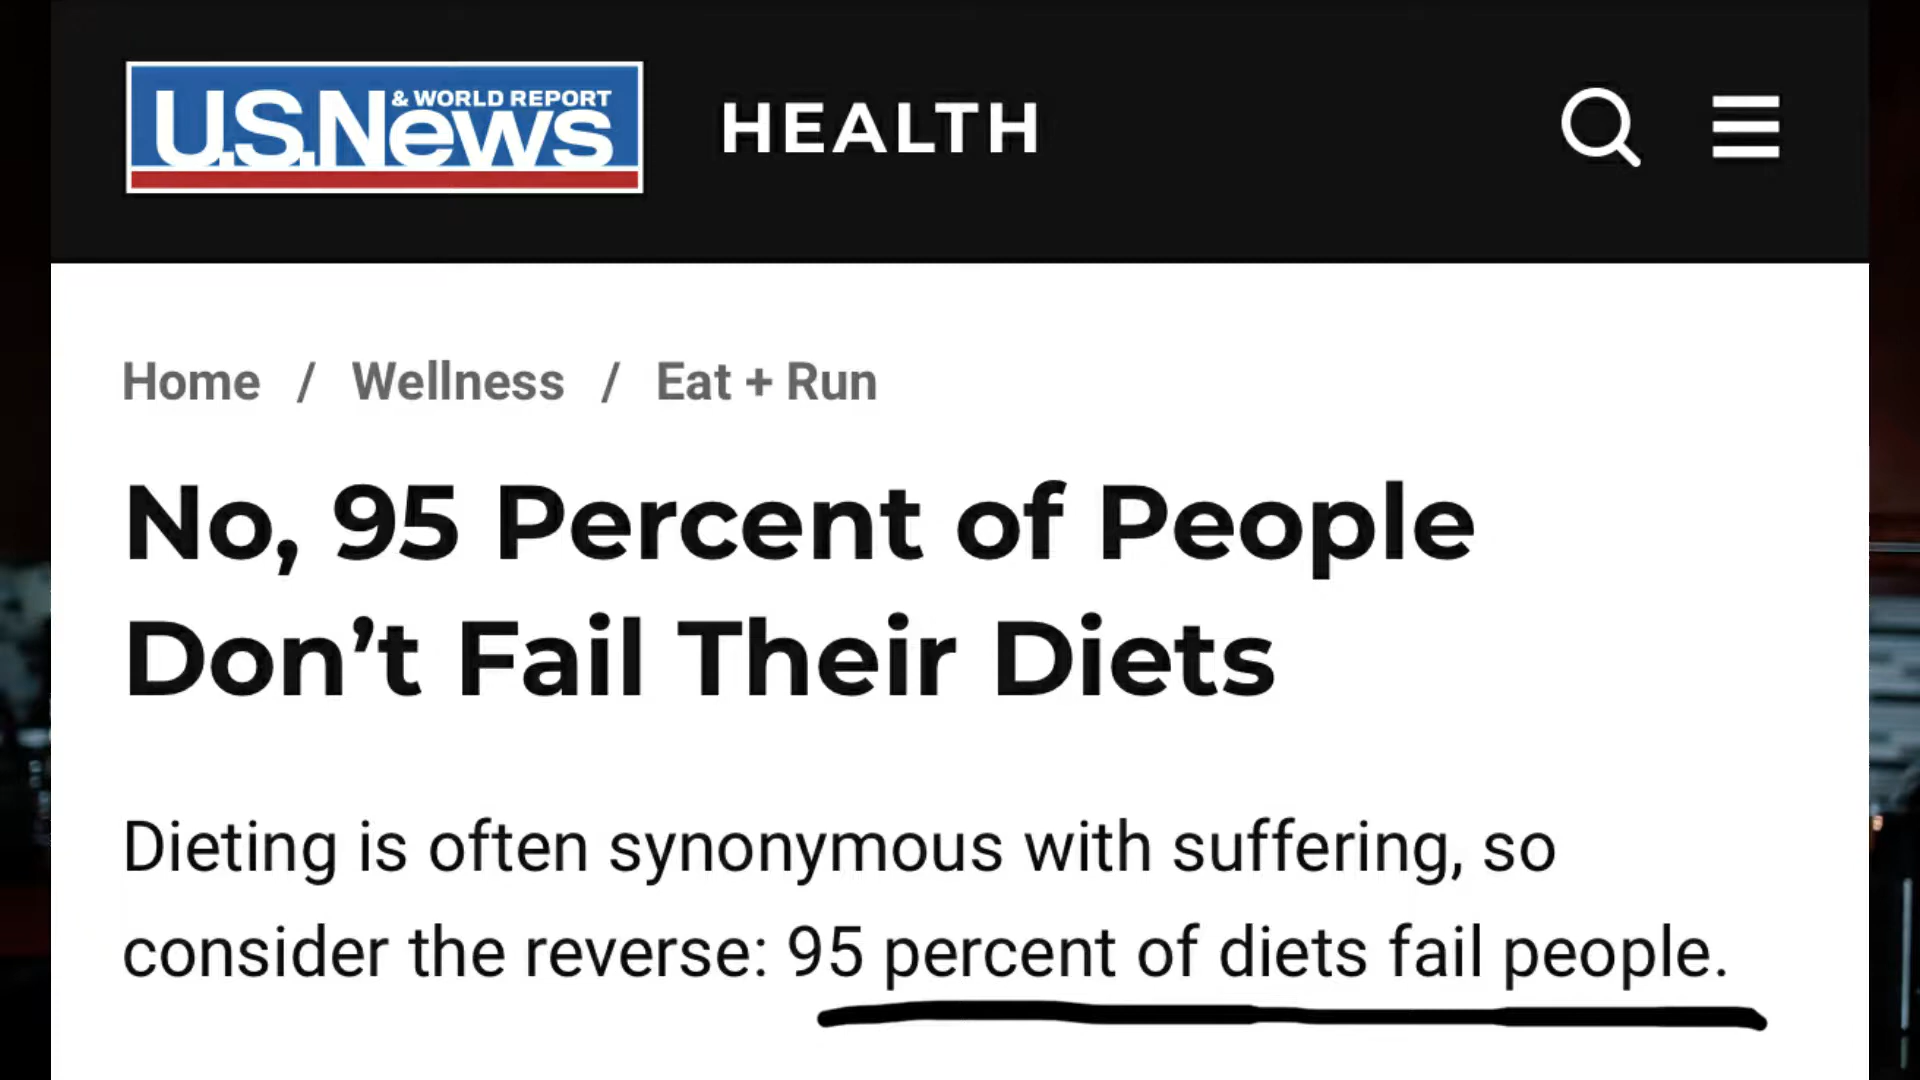 U.S.News & WORLD REPORT
HEALTH
Home / Wellness / Eat + Run
No, 95 Percent of People
Don’t Fail Their Diets
Dieting is often synonymous with suffering, so
consider the reverse: 95 percent of diets fail people.